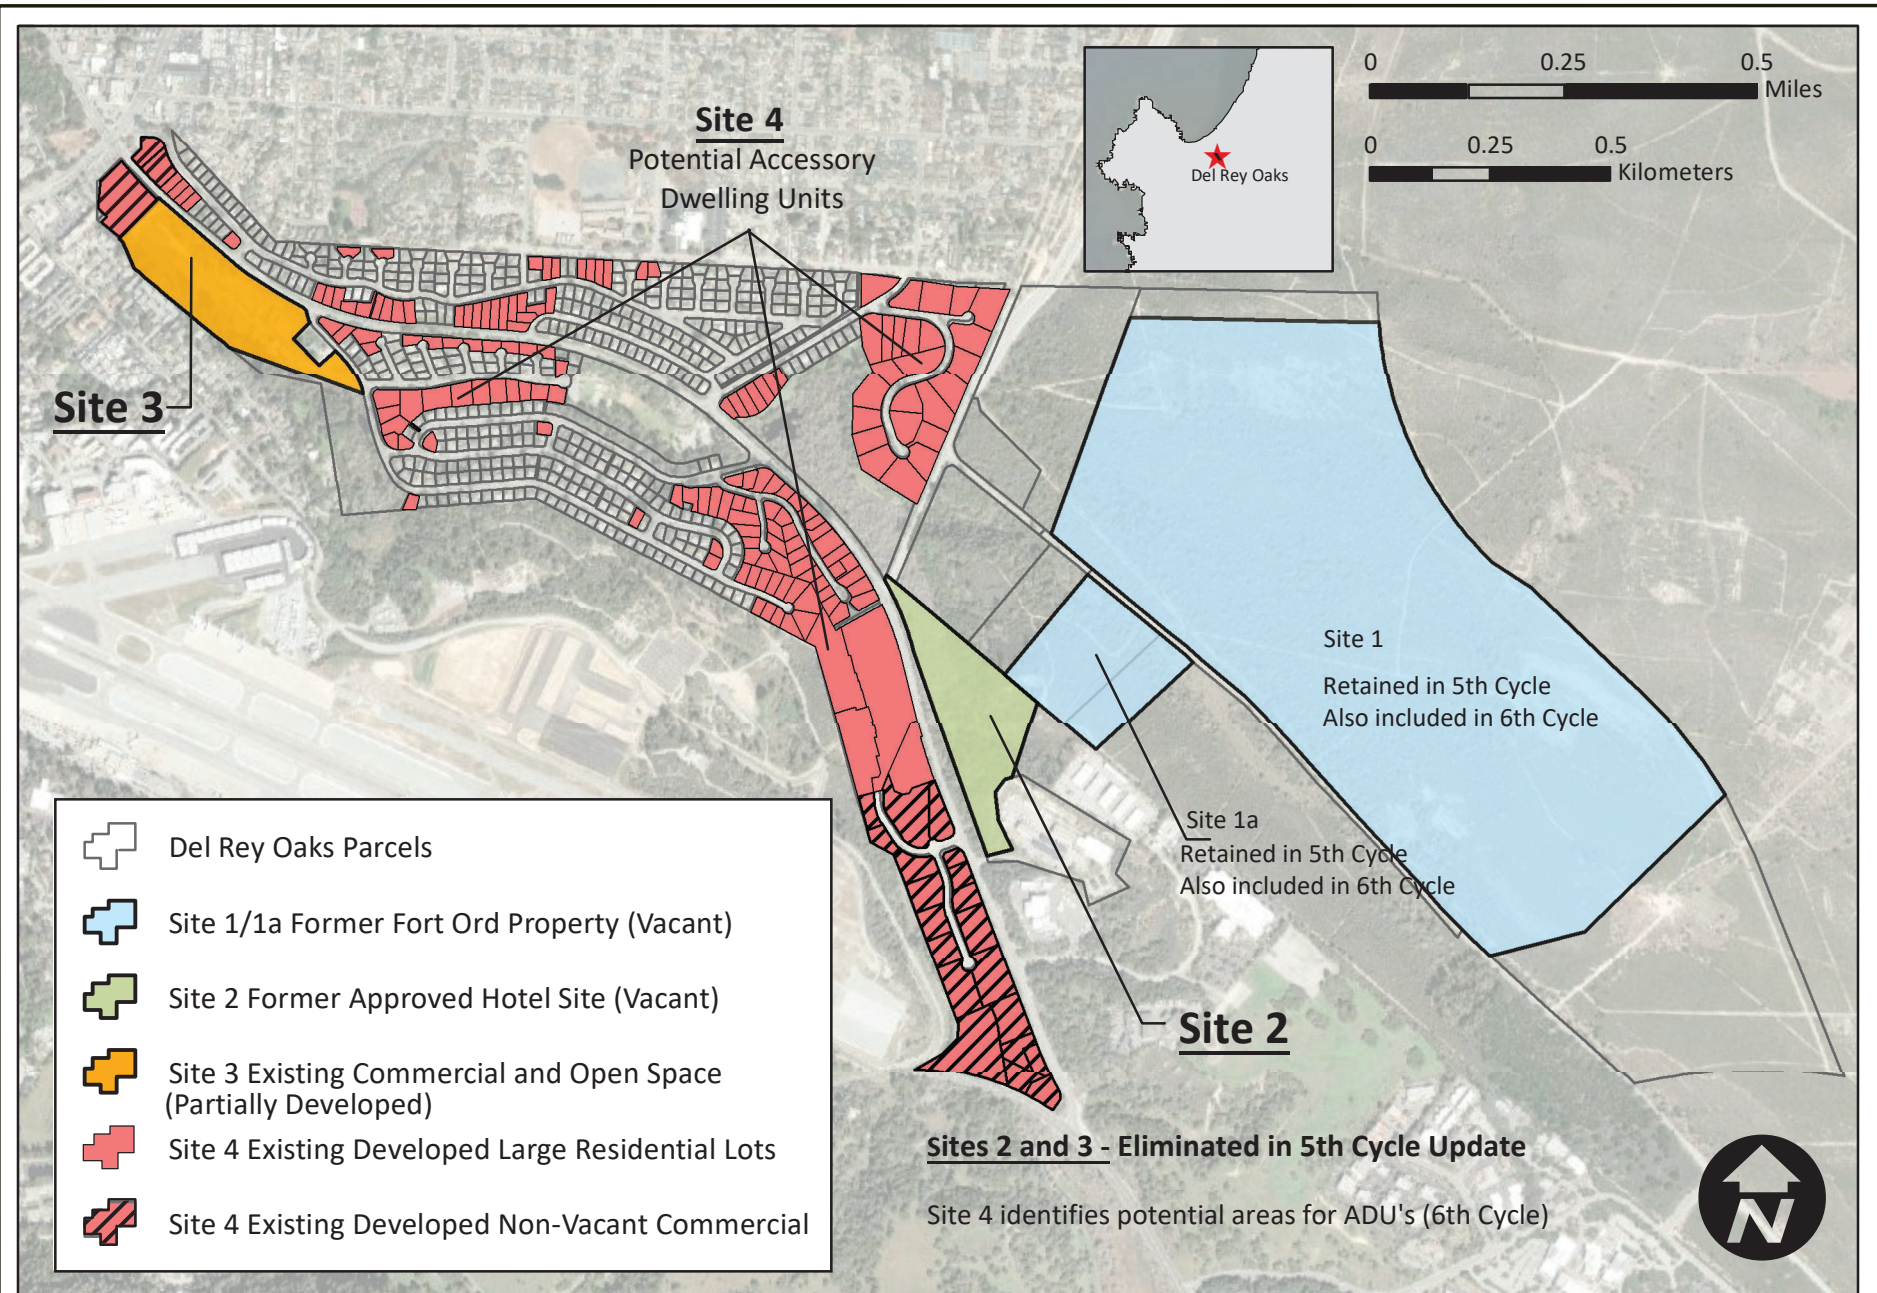 0 0.25 0.5
Miles
0 0.25 0.5
Kilometers
Del Rey Oaks
Site 4
Potential Accessory
Dwelling Units
Site 3
Site 1
Retained in 5th Cycle
Also included in 6th Cycle
Site 1a
Retained in 5th Cycle
Also included in 6th Cycle
Site 2
Del Rey Oaks Parcels
Site 1/1a Former Fort Ord Property (Vacant)
Site 2 Former Approved Hotel Site (Vacant)
Site 3 Existing Commercial and Open Space
(Partially Developed)
Site 4 Existing Developed Large Residential Lots
Site 4 Existing Developed Non-Vacant Commercial
Sites 2 and 3 - Eliminated in 5th Cycle Update
Site 4 identifies potential areas for ADU's (6th Cycle)
N